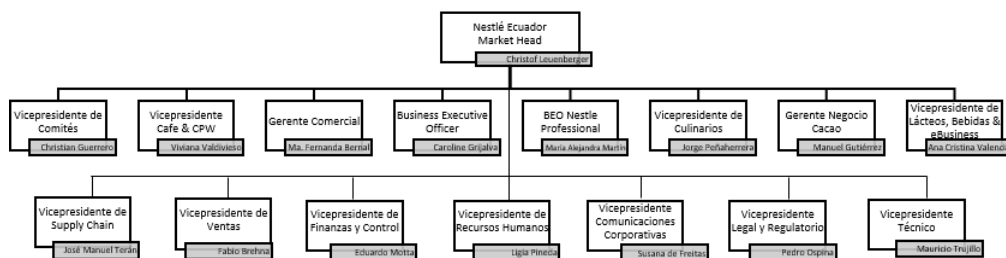 Nestlé Ecuador
Market Head
Christof Leuenberger
Vicepresidente de
Comités
Christian Guerrero
Vicepresidente
Cafe & CPW
Viviana Valdivieso
Gerente Comercial
Ma. Fernanda Bernal
Business Executive
Officer
Caroline Grijalva
BEO Nestle
Professional
María Alejandra Martín
Vicepresidente de
Culinarios
Jorge Peñaherrera
Gerente Negocio
Cacao
Manuel Gutiérrez
Vicepresidente de
Lácteos, Bebidas &
eBusiness
Ana Cristina Valenci
Vicepresidente de
Supply Chain
José Manuel Terán
Vicepresidente de
Ventas
Fabio Brehna
Vicepresidente de
Finanzas y Control
Eduardo Motta
Vicepresidente de
Recursos Humanos
Ligia Pineda
Vicepresidente
Comunicaciones
Corporativas
Susana de Freitas
Vicepresidente
Legal y Regulatorio
Pedro Ospina
Vicepresidente
Técnico
Mauricio Trujillo